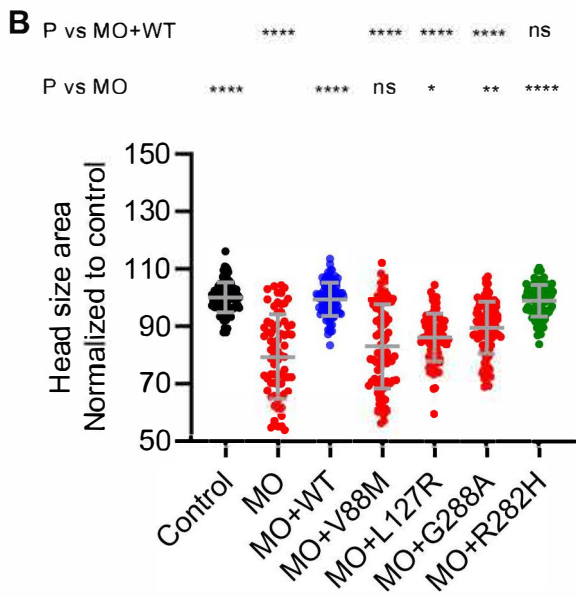 B
P vs MO+WT **** **** **** **** ns
P vs MO **** **** ns * ** ****
Head size area
Normalized to control
150
130
110
90
70
50
Control
MO
MO+WT
MO+V88M
MO+L127R
MO+G288A
MO+R282H